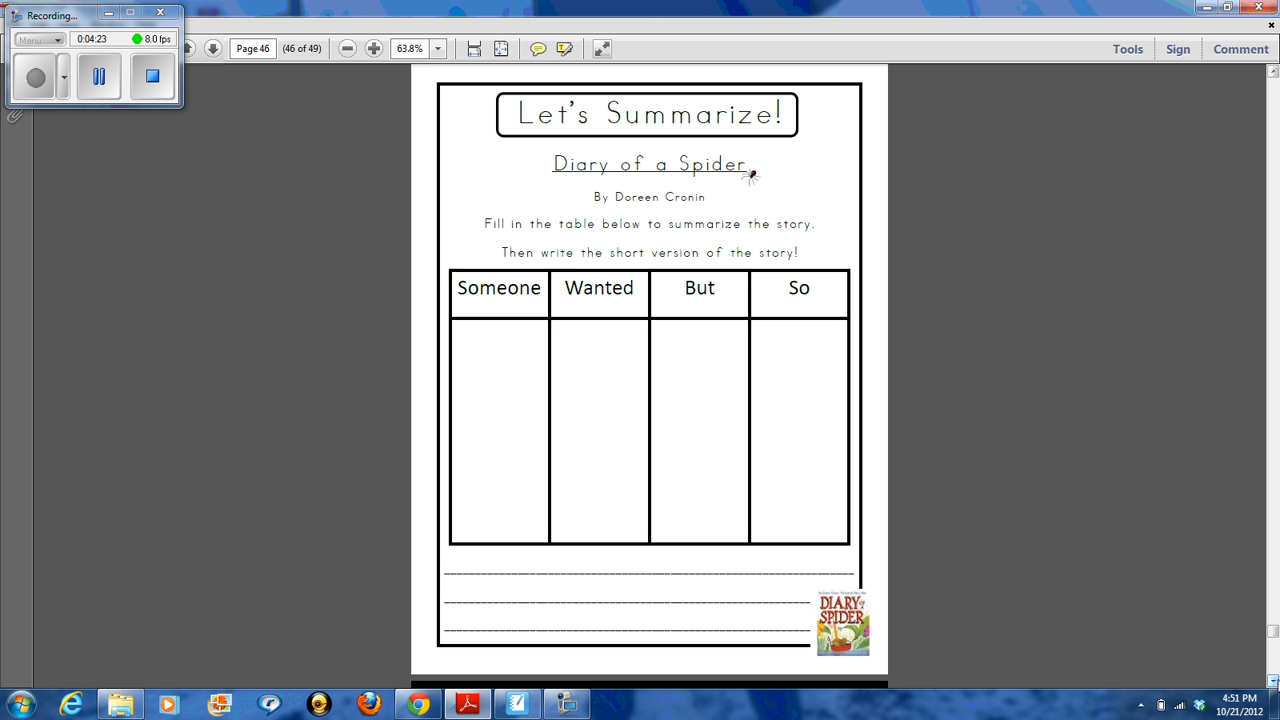 Recording...
Menu
0:04:23
8.0 fps
Page 46
(46 of 49)
63.8%
Tools
Sign
Comment
Let's Summarize!
Diary of a Spider
By Doreen Cronin
Fill in the table below to summarize the story.
Then write the short version of the story!
Someone
Wanted
But
So
DIARY
OF A
SPIDER
4:51 PM
10/21/2012